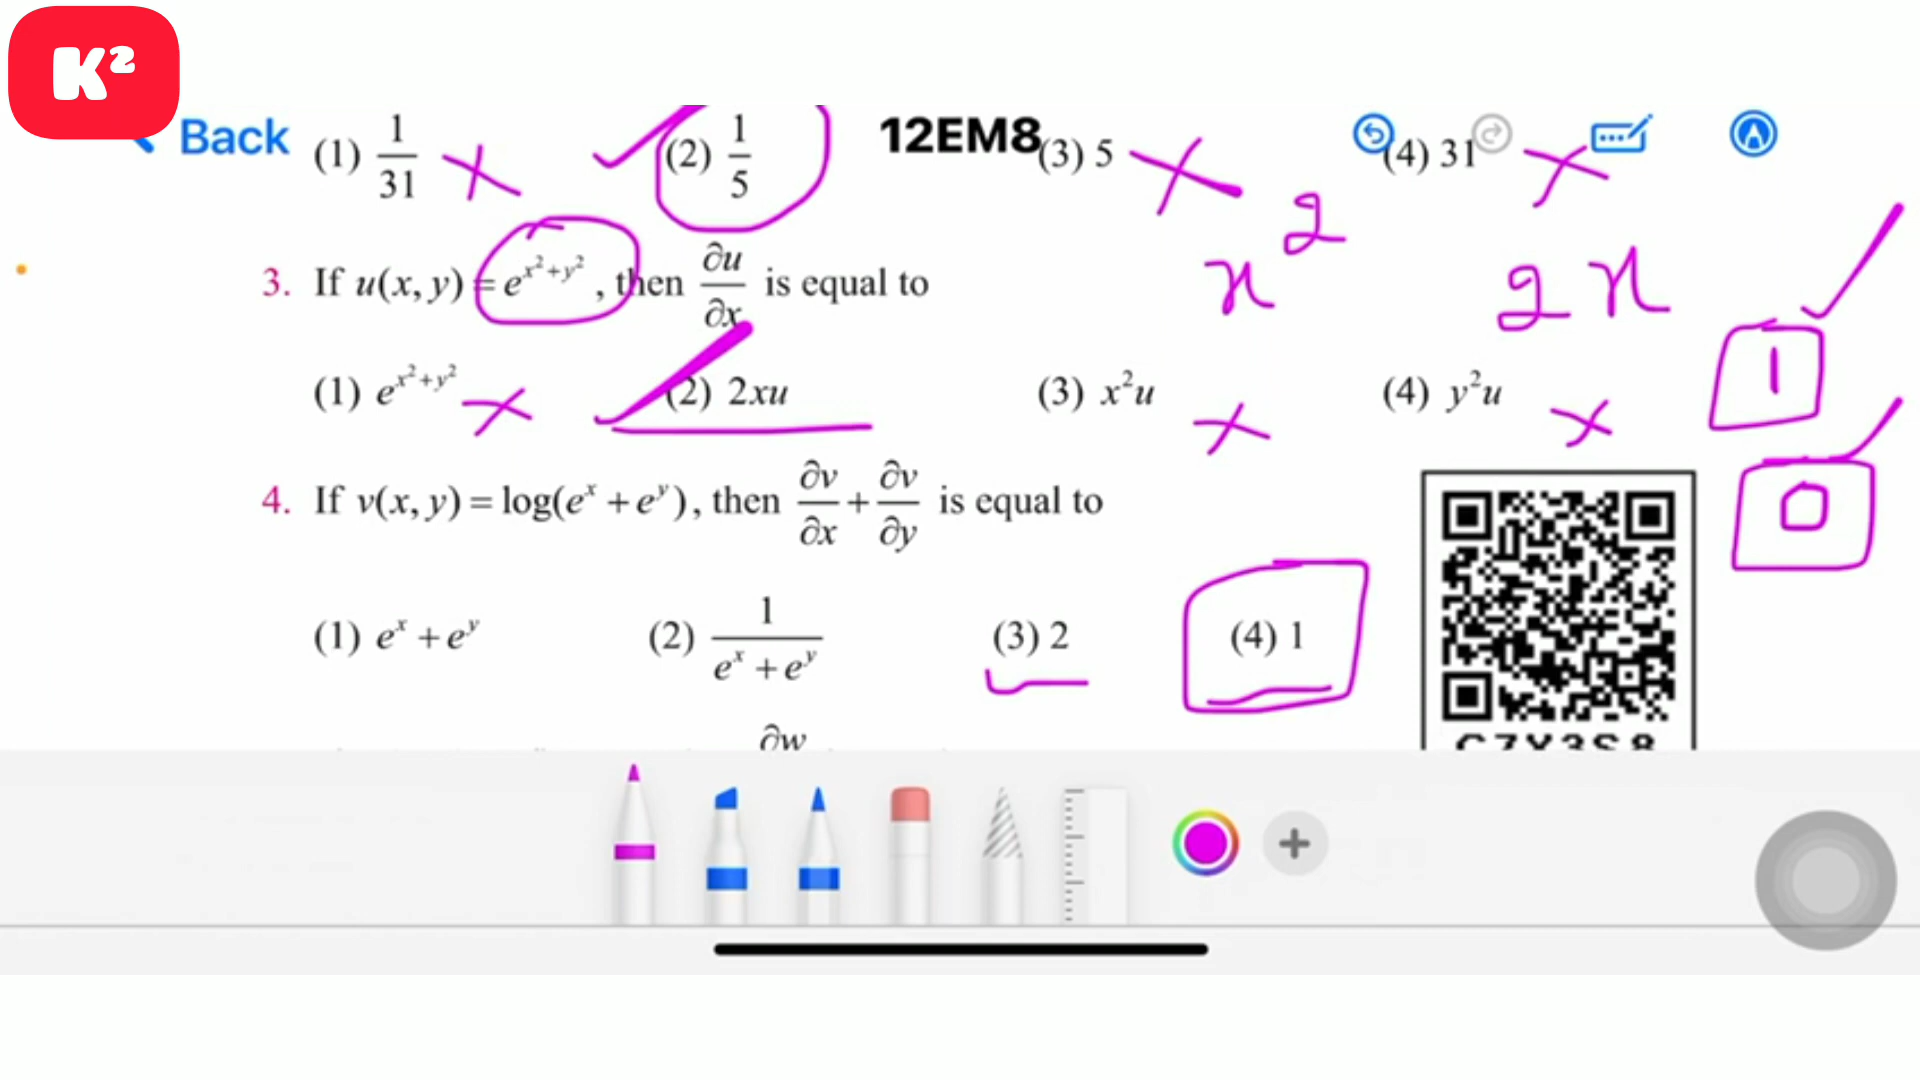 K²
Back 12EM8
(1) 1/31 (2) 1/5 (3) 5 (4) 31
x² 2x
3. If u(x, y) = e^{x²+y²}, then ∂u/∂x is equal to
(1) e^{x²+y²} (2) 2xu (3) x²u (4) y²u
1
4. If v(x, y) = log(e^x + e^y), then ∂v/∂x + ∂v/∂y is equal to
0
(1) e^x + e^y (2) 1/(e^x + e^y) (3) 2 (4) 1
∂w